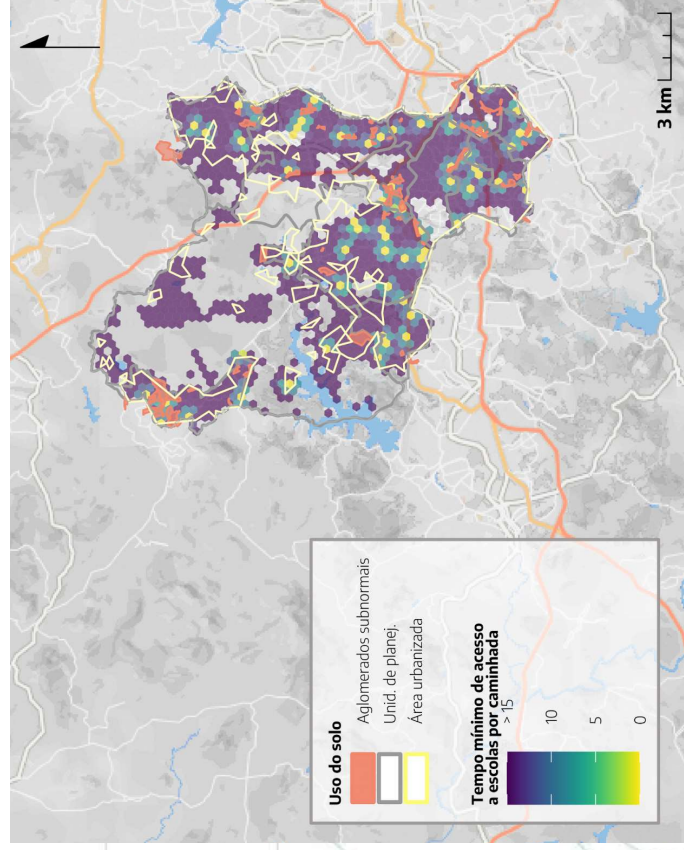 3 km
Uso do solo
Aglomerados subnormais
Unid. de planej.
Área urbanizada
Tempo mínimo de acesso
a escolas por caminhada
> 15
10
5
0